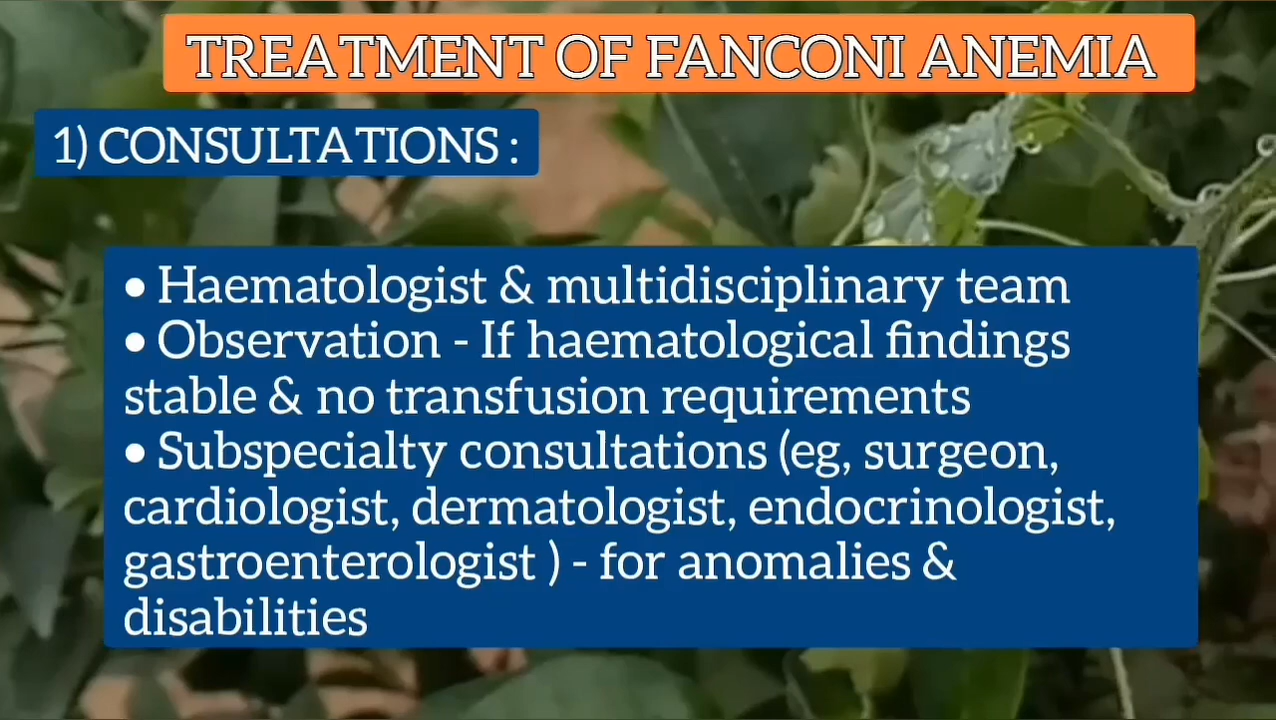 TREATMENT OF FANCONI ANEMIA
1) CONSULTATIONS :
• Haematologist & multidisciplinary team
• Observation - If haematological findings
stable & no transfusion requirements
• Subspecialty consultations (eg, surgeon,
cardiologist, dermatologist, endocrinologist,
gastroenterologist ) - for anomalies &
disabilities